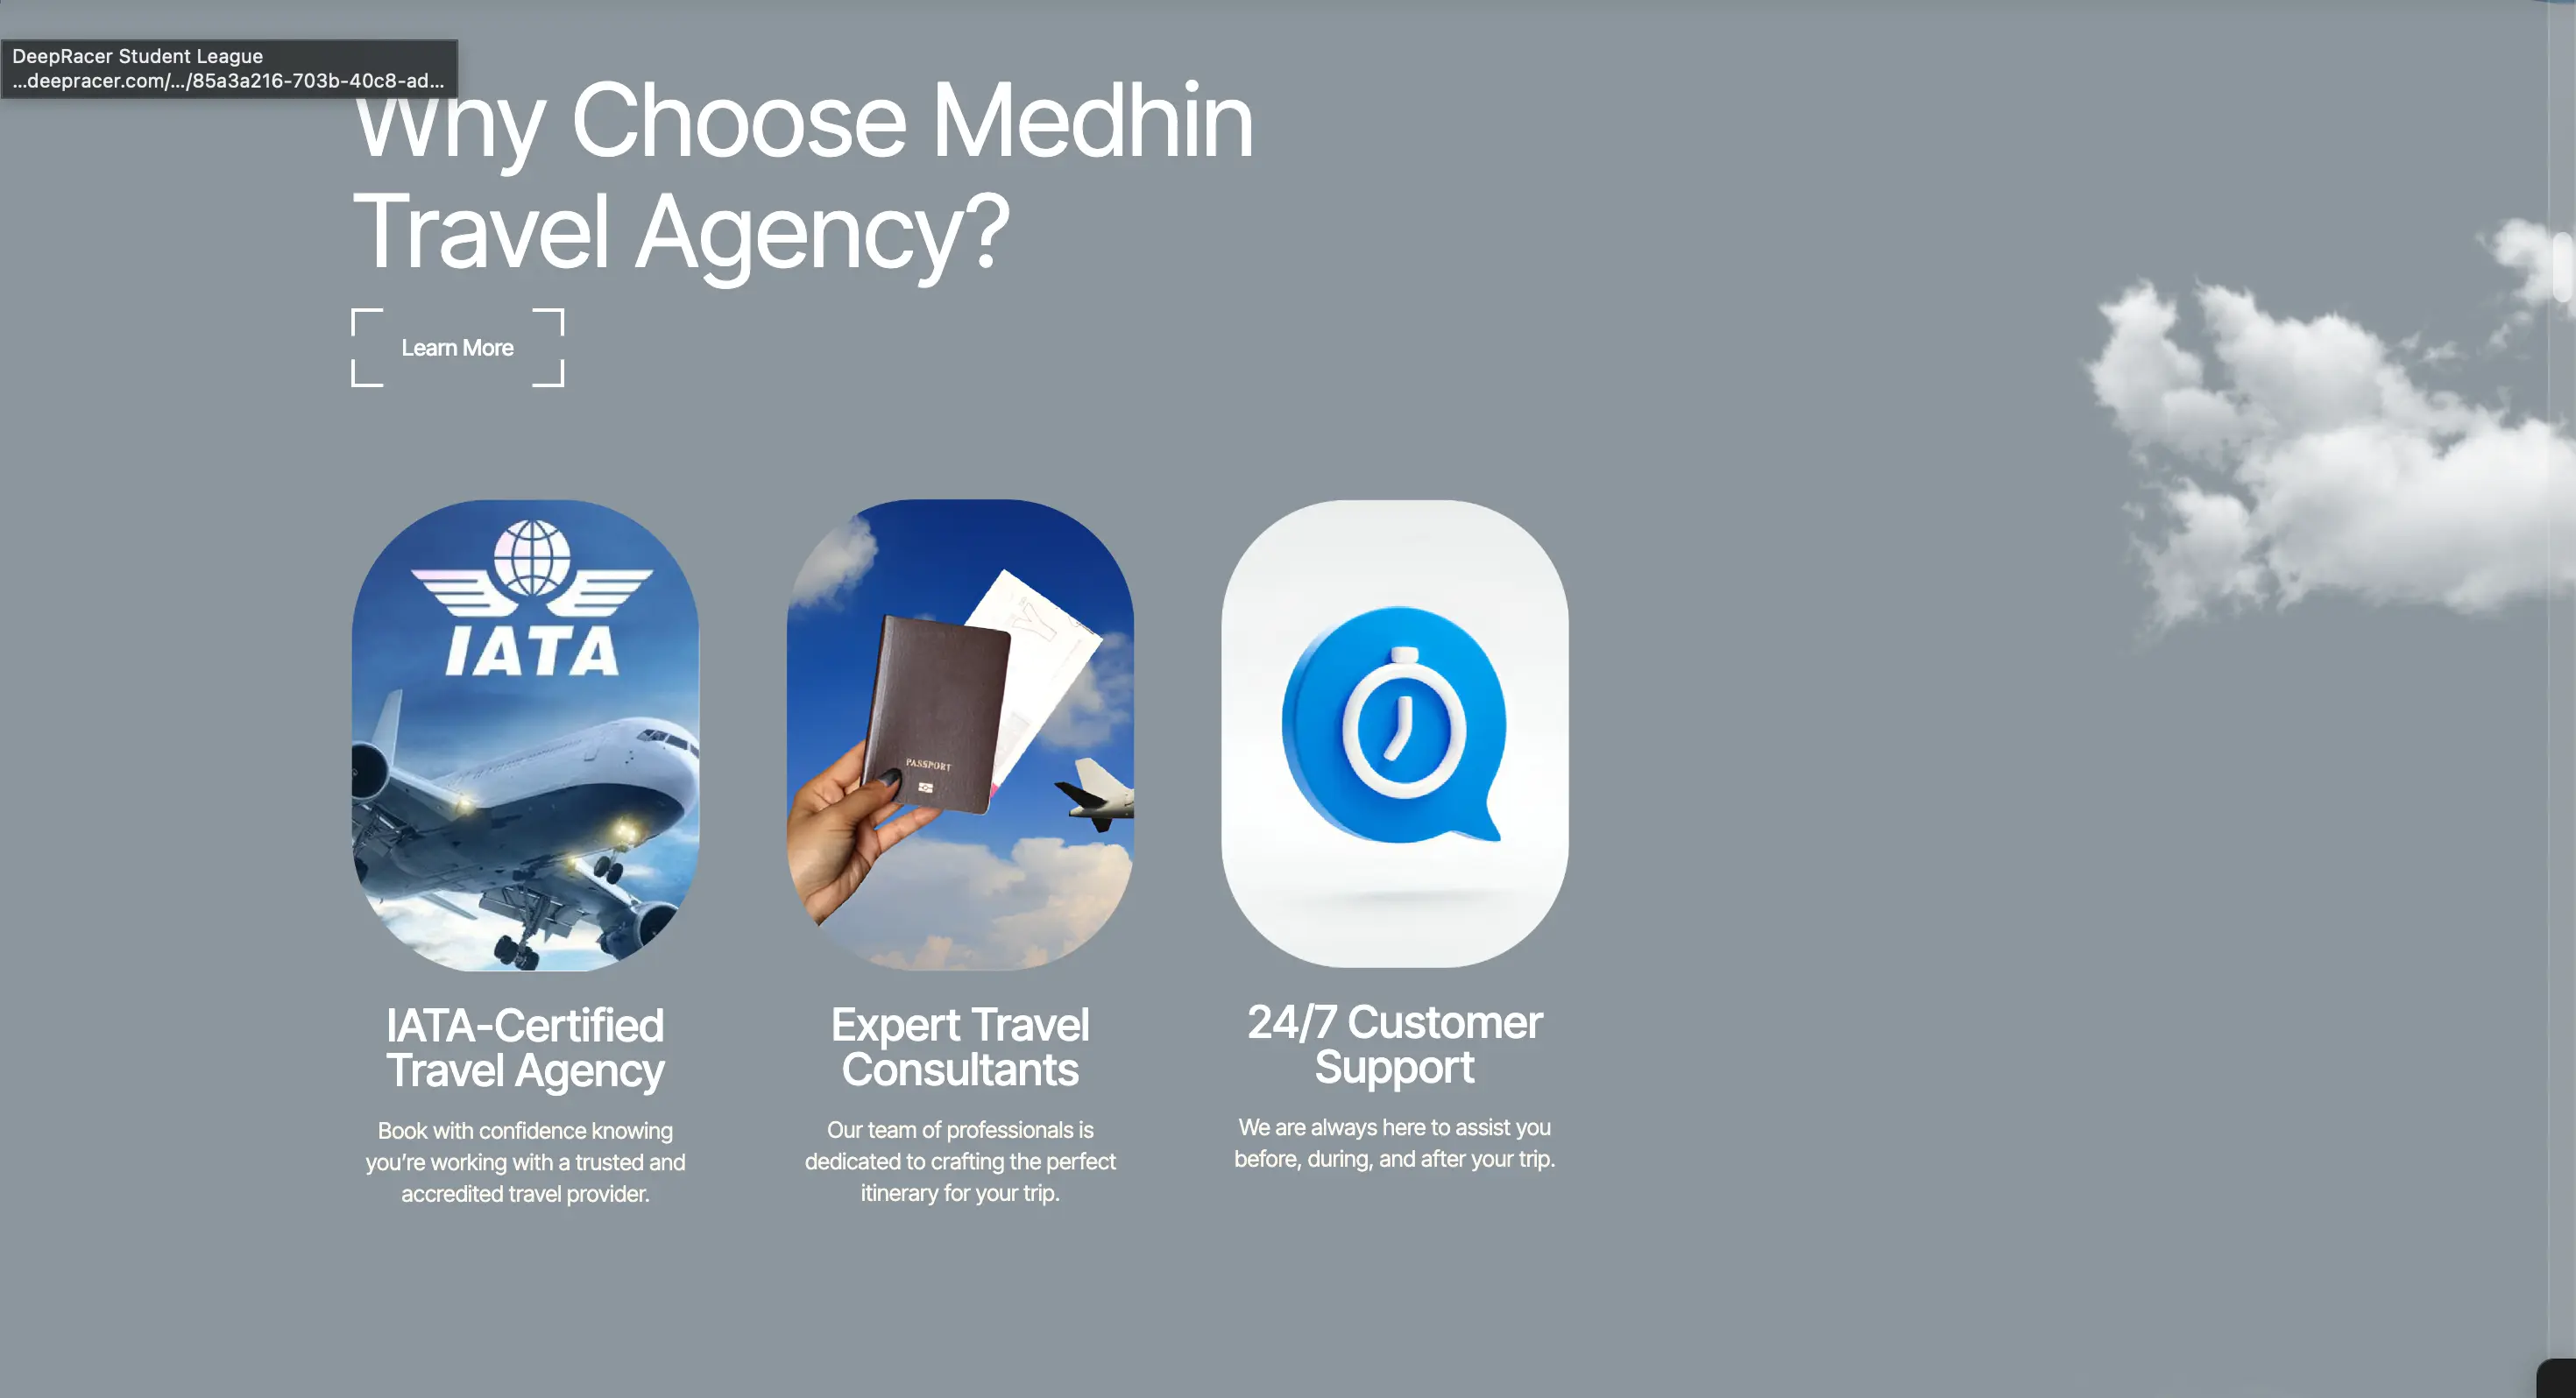 DeepRacer Student League
...deepracer.com/.../85a3a216-703b-40c8-ad...
Why Choose Medhin
Travel Agency?
Learn More
IATA
PASSPORT
IATA-Certified
Travel Agency
Book with confidence knowing
you're working with a trusted and
accredited travel provider.
Expert Travel
Consultants
Our team of professionals is
dedicated to crafting the perfect
itinerary for your trip.
24/7 Customer
Support
We are always here to assist you
before, during, and after your trip.